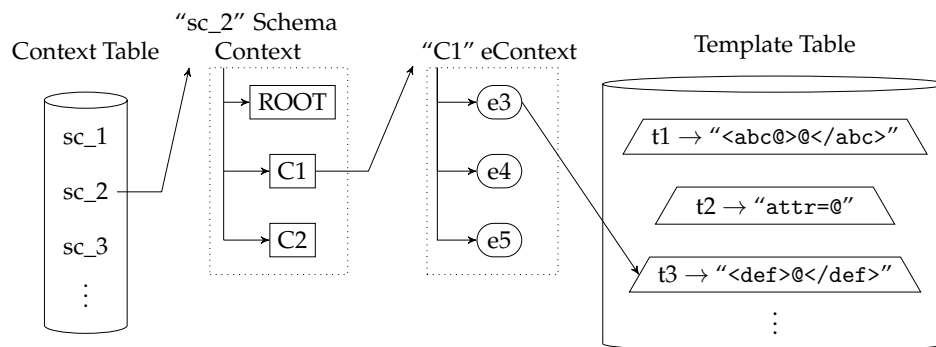 Context Table
sc_1
sc_2
sc_3
⋮
“sc_2” Schema
Context
ROOT
C1
C2
“C1” eContext
e3
e4
e5
Template Table
t1 → “<abc@>@</abc>”
t2 → “attr=@”
t3 → “<def>@</def>”
⋮